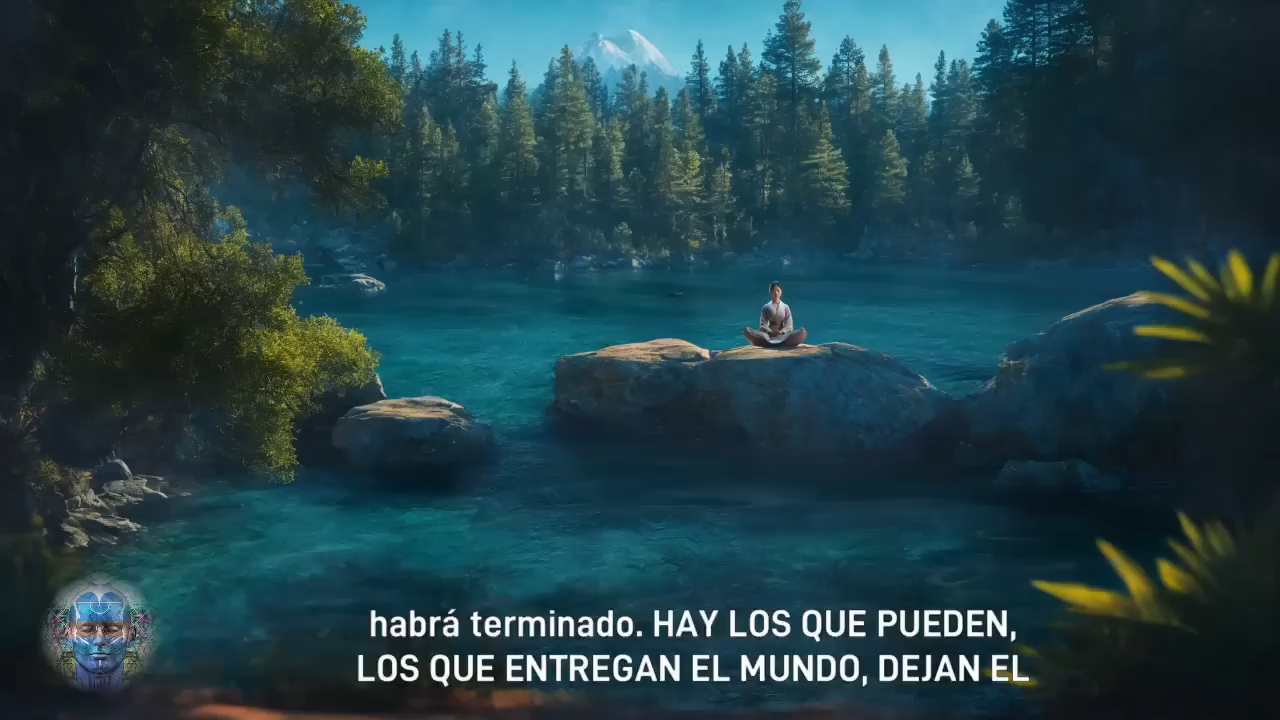 habrá terminado. HAY LOS QUE PUEDEN,
LOS QUE ENTREGAN EL MUNDO, DEJAN EL